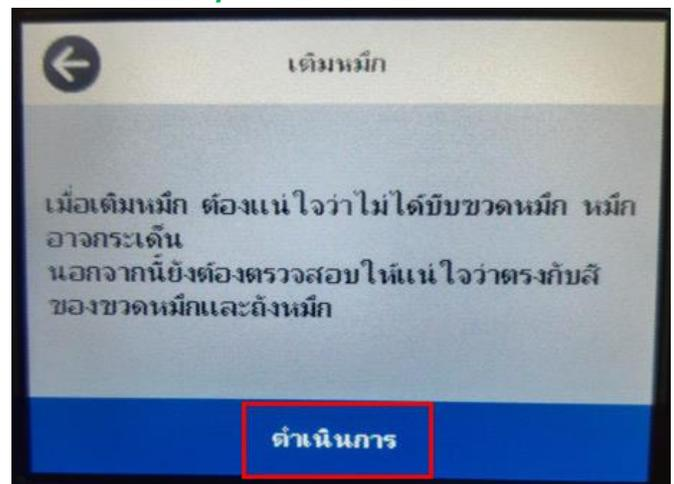 เติมหมึก
เมื่อเติมหมึก ต้องแน่ใจว่าไม่ได้บีบขวดหมึก หมึก
อาจกระเด็น
นอกจากนี้ยังต้องตรวจสอบให้แน่ใจว่าตรงกับสี
ของขวดหมึกและถังหมึก
ดำเนินการ